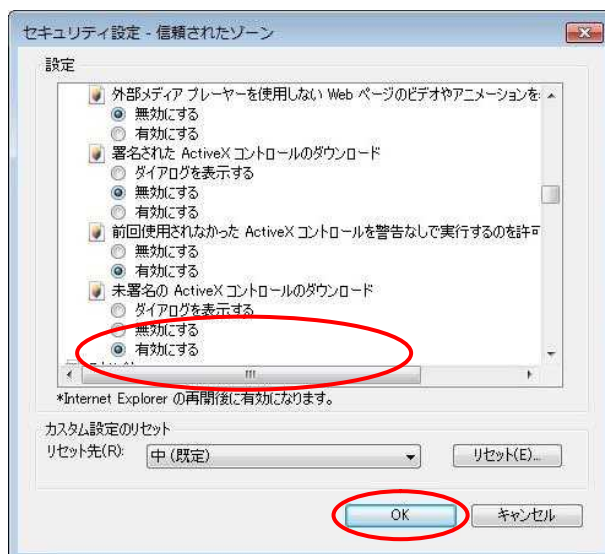 セキュリティ設定 - 信頼されたゾーン
設定
外部メディア プレーヤーを使用しない Web ページのビデオやアニメーションを
無効にする
有効にする
署名された ActiveX コントロールのダウンロード
ダイアログを表示する
無効にする
有効にする
前回使用されなかった ActiveX コントロールを警告なしで実行するのを許可
無効にする
有効にする
未署名の ActiveX コントロールのダウンロード
ダイアログを表示する
無効にする
有効にする
*Internet Explorer の再開後に有効になります。
カスタム設定のリセット
リセット先(R):
中 (既定)
リセット(E)...
OK
キャンセル